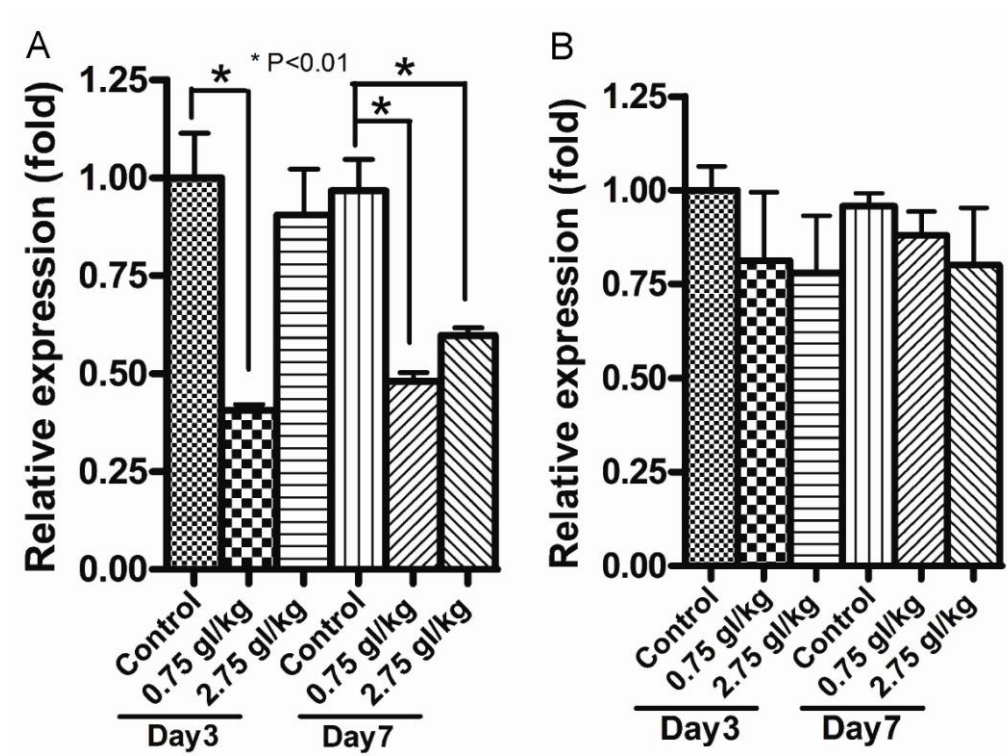 A
* P<0.01
*
*
*
Relative expression (fold)
1.25
1.00
0.75
0.50
0.25
0.00
Control
0.75 gl/kg
2.75 gl/kg
Control
0.75 gl/kg
2.75 gl/kg
Day3
Day7
B
Relative expression (fold)
1.25
1.00
0.75
0.50
0.25
0.00
Control
0.75 gl/kg
2.75 gl/kg
Control
0.75 gl/kg
2.75 gl/kg
Day3
Day7